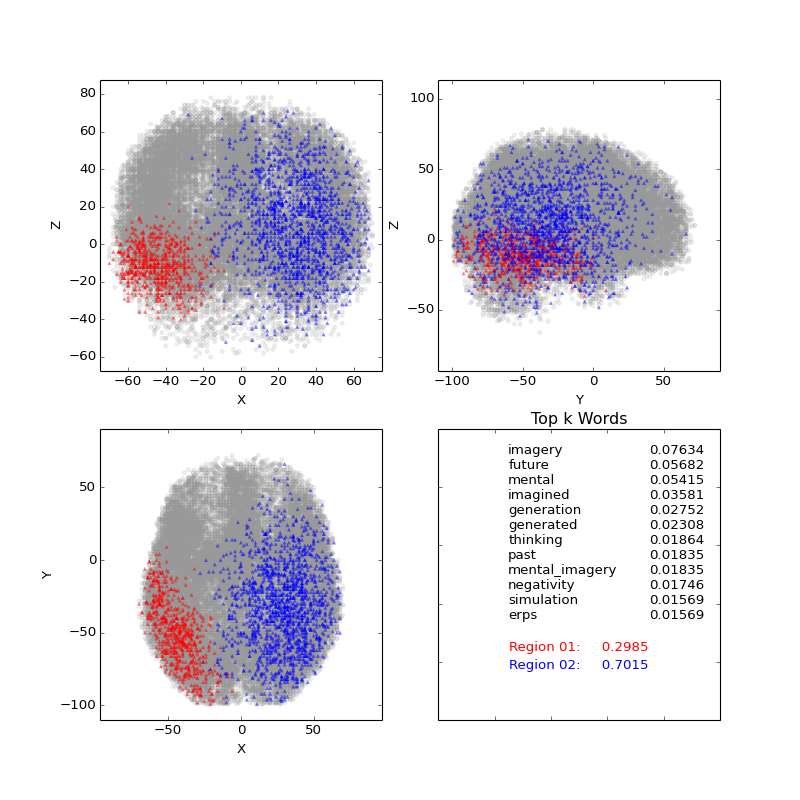 80
60
40
20
0
−20
−40
−60
Z
−60 −40 −20 0 20 40 60
X
100
50
0
−50
Z
−100 −50 0 50
Y
50
0
−50
−100
Y
−50 0 50
X
Top k Words
imagery 0.07634
future 0.05682
mental 0.05415
imagined 0.03581
generation 0.02752
generated 0.02308
thinking 0.01864
past 0.01835
mental_imagery 0.01835
negativity 0.01746
simulation 0.01569
erps 0.01569
Region 01: 0.2985
Region 02: 0.7015